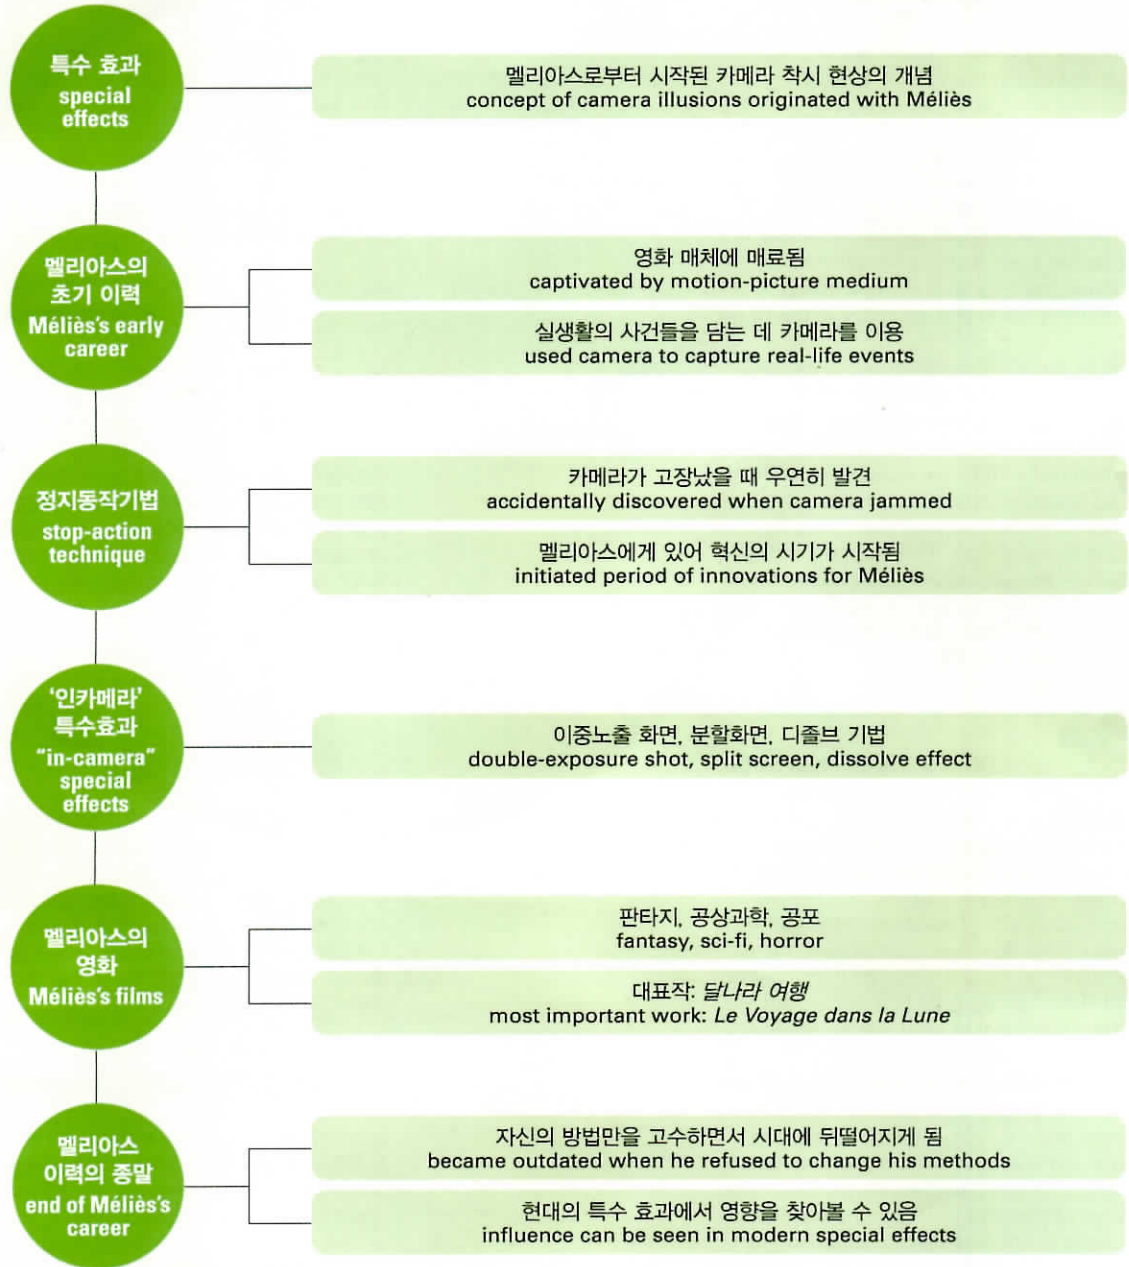 특수 효과
special
effects
멜리아스로부터 시작된 카메라 착시 현상의 개념
concept of camera illusions originated with Méliès
멜리아스의
초기 이력
Méliès's early
career
영화 매체에 매료됨
captivated by motion-picture medium
실생활의 사건들을 담는 데 카메라를 이용
used camera to capture real-life events
정지동작기법
stop-action
technique
카메라가 고장났을 때 우연히 발견
accidentally discovered when camera jammed
멜리아스에게 있어 혁신의 시기가 시작됨
initiated period of innovations for Méliès
'인카메라'
특수효과
"in-camera"
special
effects
이중노출 화면, 분할화면, 디졸브 기법
double-exposure shot, split screen, dissolve effect
멜리아스의
영화
Méliès's films
판타지, 공상과학, 공포
fantasy, sci-fi, horror
대표작: 달나라 여행
most important work: Le Voyage dans la Lune
멜리아스
이력의 종말
end of Méliès's
career
자신의 방법만을 고수하면서 시대에 뒤떨어지게 됨
became outdated when he refused to change his methods
현대의 특수 효과에서 영향을 찾아볼 수 있음
influence can be seen in modern special effects